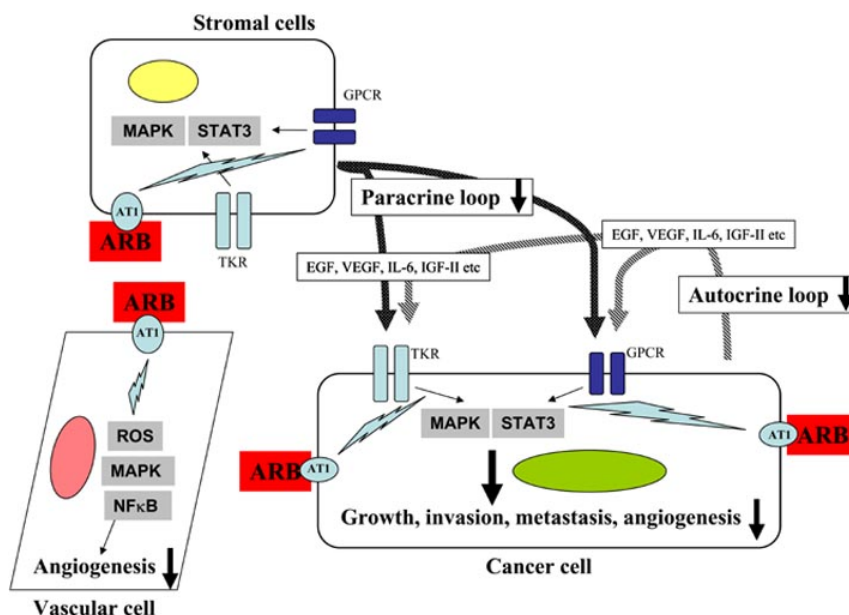 Stromal cells
GPCR
MAPK
STAT3
AT1
ARB
TKR
Paracrine loop
EGF, VEGF, IL-6, IGF-II etc
EGF, VEGF, IL-6, IGF-II etc
Autocrine loop
ARB
AT1
ROS
MAPK
NFκB
Angiogenesis
Vascular cell
TKR
GPCR
MAPK
STAT3
ARB
AT1
AT1
ARB
Growth, invasion, metastasis, angiogenesis
Cancer cell